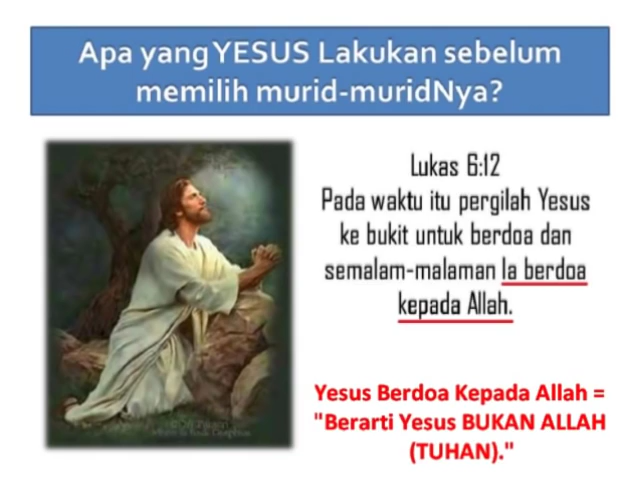 Apa yang YESUS Lakukan sebelum
memilih murid-muridNya?
Lukas 6:12
Pada waktu itu pergilah Yesus
ke bukit untuk berdoa dan
semalam-malaman Ia berdoa
kepada Allah.
Yesus Berdoa Kepada Allah =
"Berarti Yesus BUKAN ALLAH
(TUHAN)."